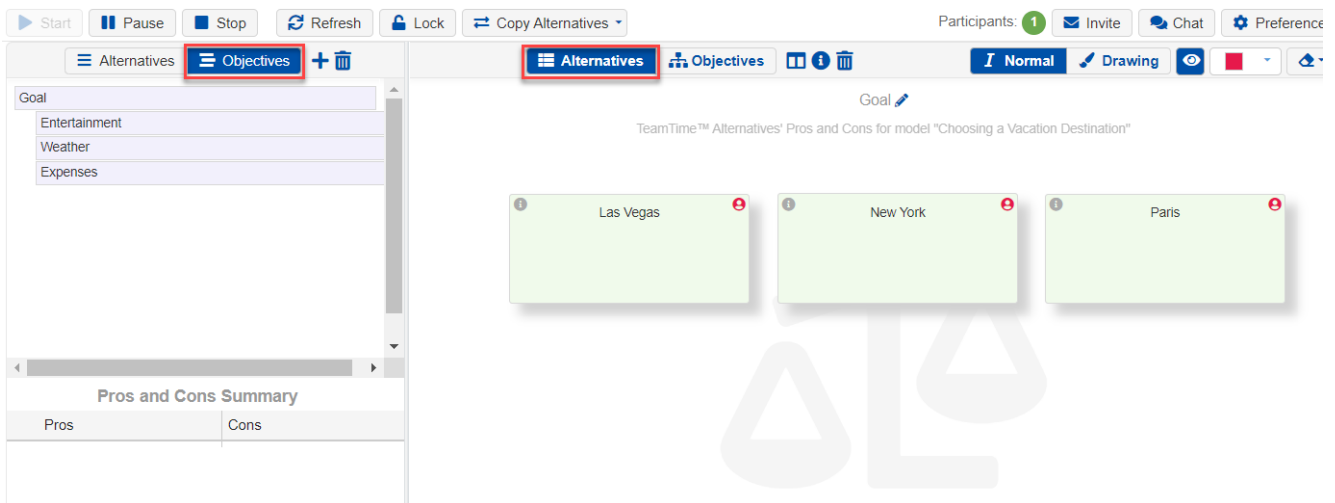 Start Pause Stop Refresh Lock Copy Alternatives Participants: 1 Invite Chat Preference
Alternatives Objectives
Alternatives Objectives Normal Drawing
Goal
Entertainment
Weather
Expenses
Pros and Cons Summary
Pros Cons
Goal
TeamTime™ Alternatives' Pros and Cons for model "Choosing a Vacation Destination"
Las Vegas New York Paris